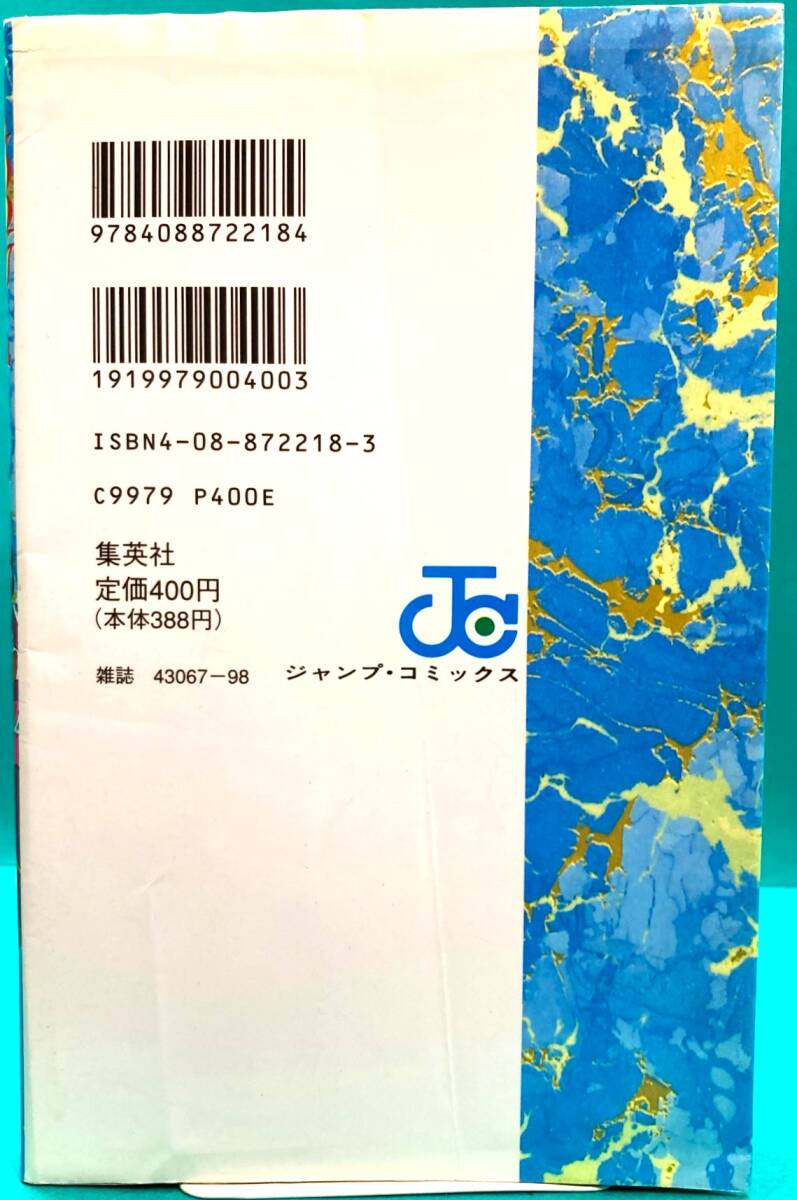 9784088722184
1919979004003
ISBN4-08-872218-3
C9979 P400E
集英社
定価400円
(本体388円)
雑誌 43067-98
JC
ジャンプ・コミックス